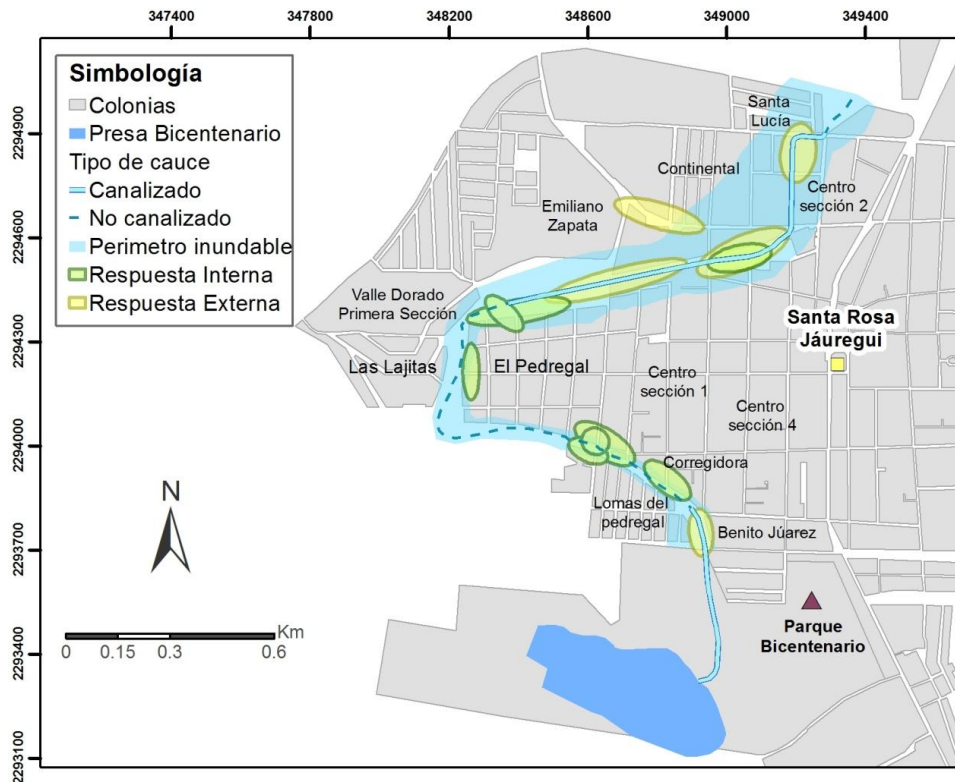 347400
347800
348200
348600
349000
349400
Simbología
Colonias
Presa Bicentenario
Tipo de cauce
Canalizado
No canalizado
Perimetro inundable
Respuesta Interna
Respuesta Externa
2294900
2294600
2294300
2294000
2293700
2293400
2293100
Santa
Lucía
Continental
Centro
sección 2
Emiliano
Zapata
Valle Dorado
Primera Sección
Santa Rosa
Jáuregui
Las Lajitas
El Pedregal
Centro
sección 1
Centro
sección 4
Corregidora
Lomas del
pedregal
Benito Júarez
Parque
Bicentenario
N
Km
0 0.15 0.3 0.6